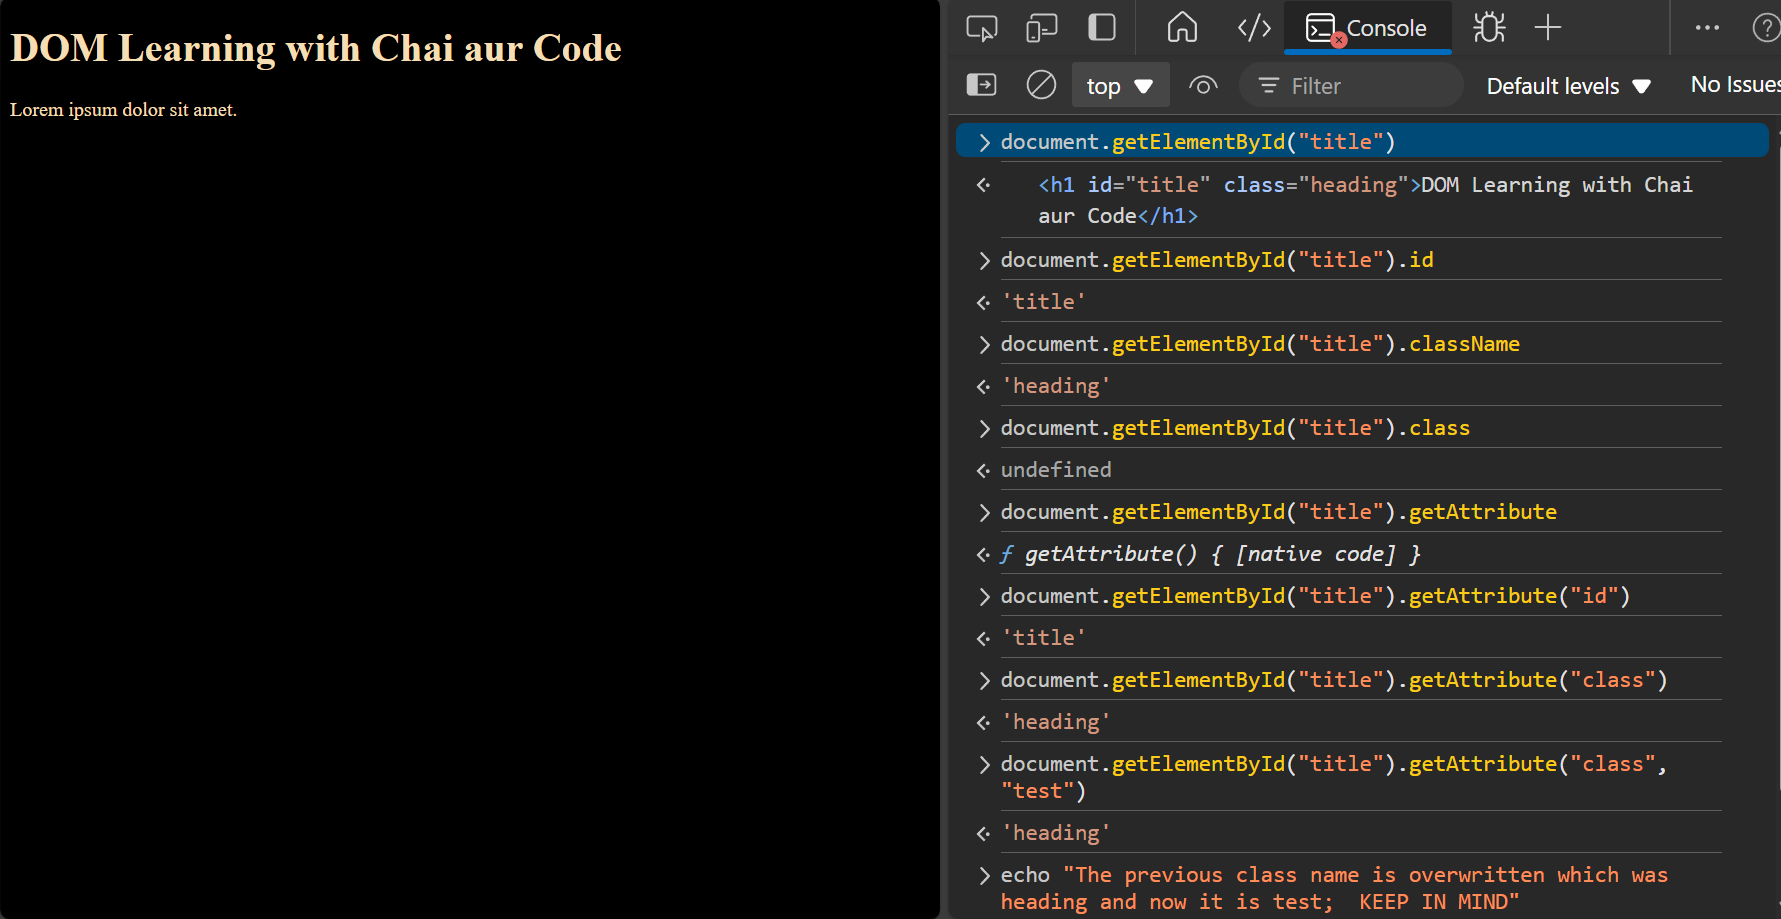 DOM Learning with Chai aur Code
Lorem ipsum dolor sit amet.
Console
top
Filter
Default levels
No Issues
document.getElementById("title")
<h1 id="title" class="heading">DOM Learning with Chai
aur Code</h1>
document.getElementById("title").id
'title'
document.getElementById("title").className
'heading'
document.getElementById("title").class
undefined
document.getElementById("title").getAttribute
ƒ getAttribute() { [native code] }
document.getElementById("title").getAttribute("id")
'title'
document.getElementById("title").getAttribute("class")
'heading'
document.getElementById("title").getAttribute("class",
"test")
'heading'
echo "The previous class name is overwritten which was
heading and now it is test;  KEEP IN MIND"